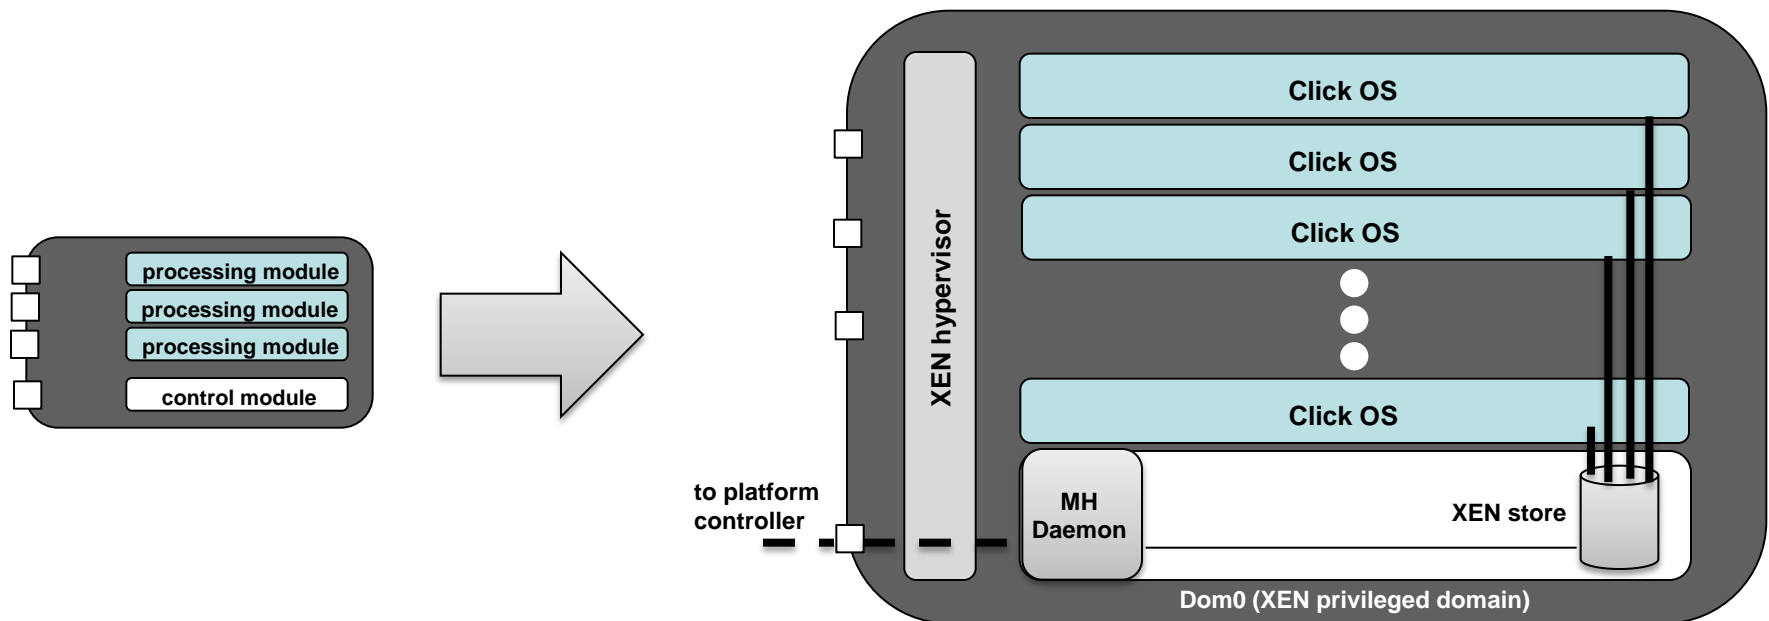 processing module
processing module
processing module
control module
to platform
controller
XEN hypervisor
Click OS
Click OS
Click OS
Click OS
MH
Daemon
XEN store
Dom0 (XEN privileged domain)